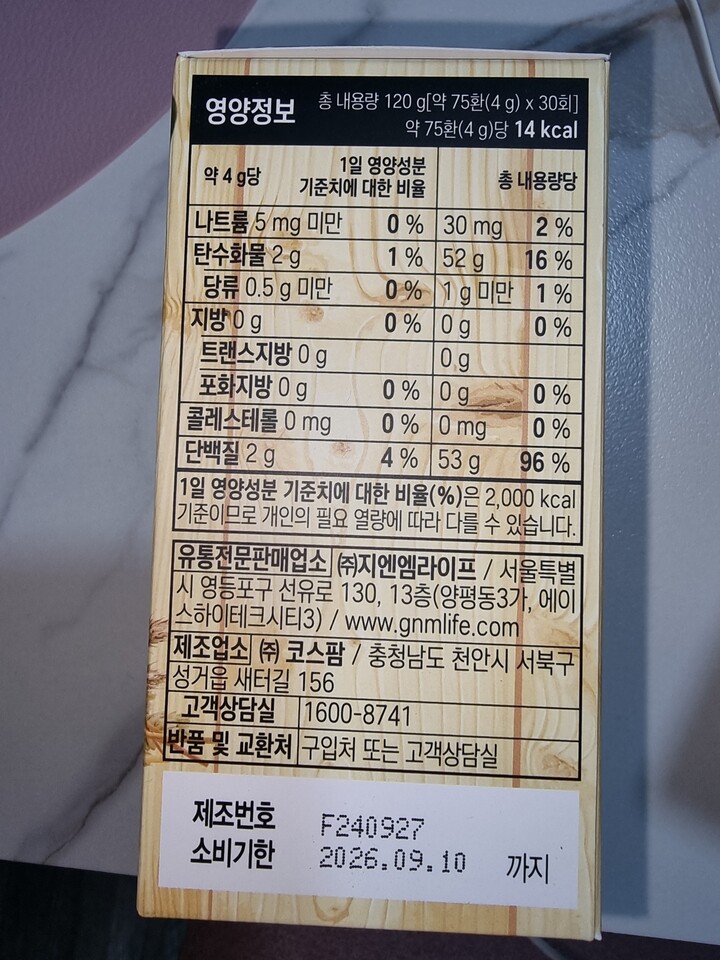 영양정보 총 내용량 120 g[약 75환(4 g) x 30회]
약 75환(4 g)당 14 kcal
약 4 g당 1일 영양성분 기준치에 대한 비율 총 내용량당
나트륨 5 mg 미만 0 % 30 mg 2 %
탄수화물 2 g 1 % 52 g 16 %
당류 0.5 g 미만 0 % 1 g 미만 1 %
지방 0 g 0 % 0 g 0 %
트랜스지방 0 g 0 g
포화지방 0 g 0 % 0 g 0 %
콜레스테롤 0 mg 0 % 0 mg 0 %
단백질 2 g 4 % 53 g 96 %
1일 영양성분 기준치에 대한 비율(%)은 2,000 kcal
기준이므로 개인의 필요 열량에 따라 다를 수 있습니다.
유통전문판매업소 ㈜지엔엠라이프 / 서울특별
시 영등포구 선유로 130, 13층(양평동3가, 에이
스하이테크시티3) / www.gnmlife.com
제조업소 ㈜ 코스팜 / 충청남도 천안시 서북구
성거읍 새터길 156
고객상담실 1600-8741
반품 및 교환처 구입처 또는 고객상담실
제조번호 F240927
소비기한 2026.09.10 까지